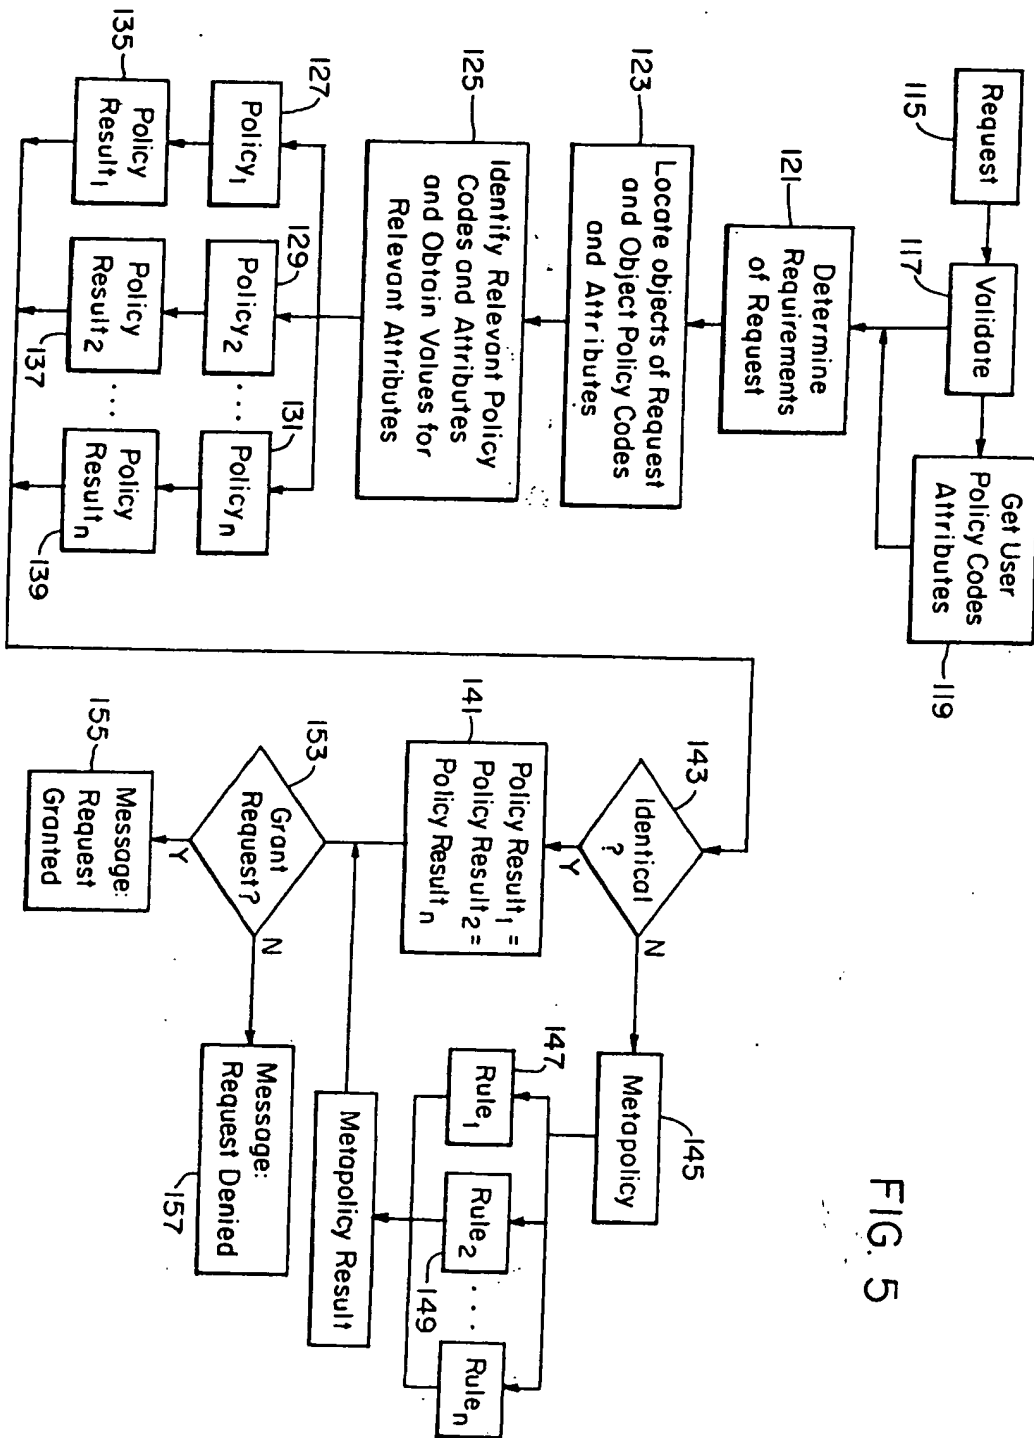 FIG. 5
Request
115
Validate
117
Get User
Policy Codes
Attributes
119
Determine
Requirements
of Request
121
Locate objects of Request
and Object Policy Codes
and Attributes
123
Identify Relevant Policy
Codes and Attributes
and Obtain Values for
Relevant Attributes
125
Policy₁
127
Policy₂
129
. . .
Policyₙ
131
Policy
Result₁
135
Policy
Result₂
137
. . .
Policy
Resultₙ
139
Identical
?
143
Y
N
Policy Result₁ =
Policy Result₂ =
Policy Resultₙ
141
Metapolicy
145
Rule₁
147
Rule₂
149
. . .
Ruleₙ
Metapolicy Result
Grant
Request?
153
Y
N
Message:
Request
Granted
155
Message:
Request Denied
157